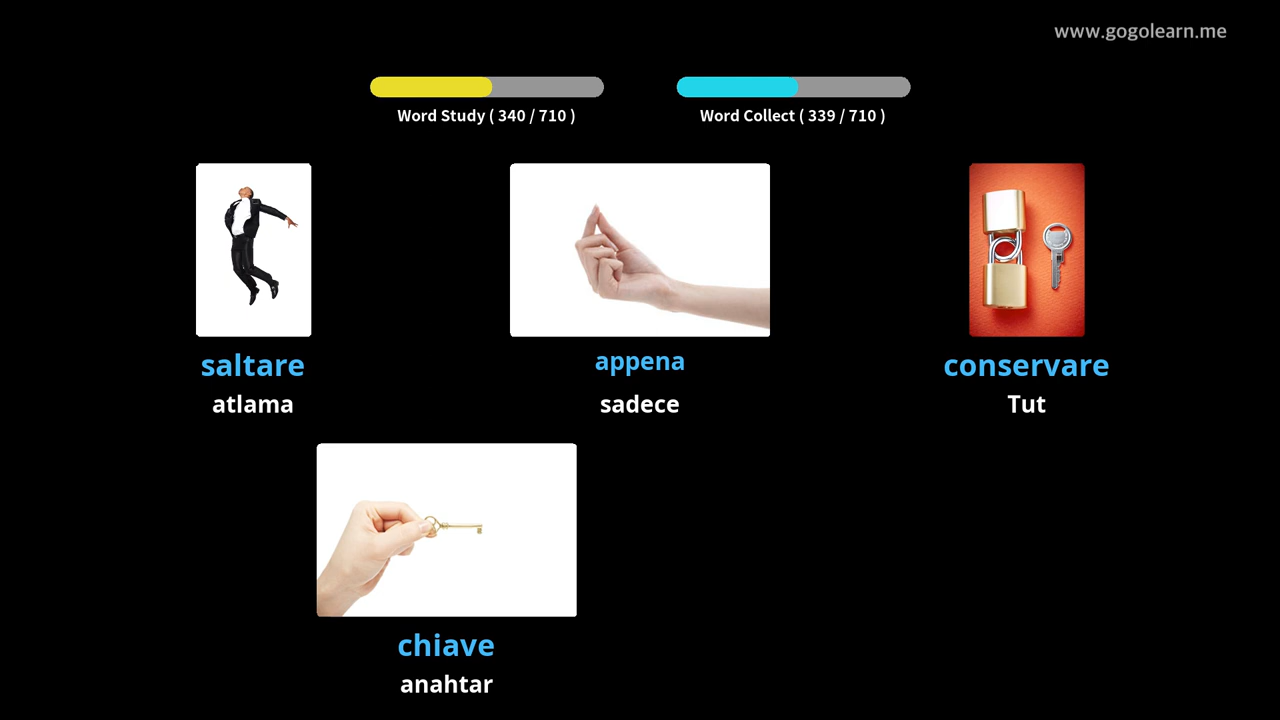 www.gogolearn.me
Word Study ( 340 / 710 )
Word Collect ( 339 / 710 )
saltare
atlama
appena
sadece
conservare
Tut
chiave
anahtar